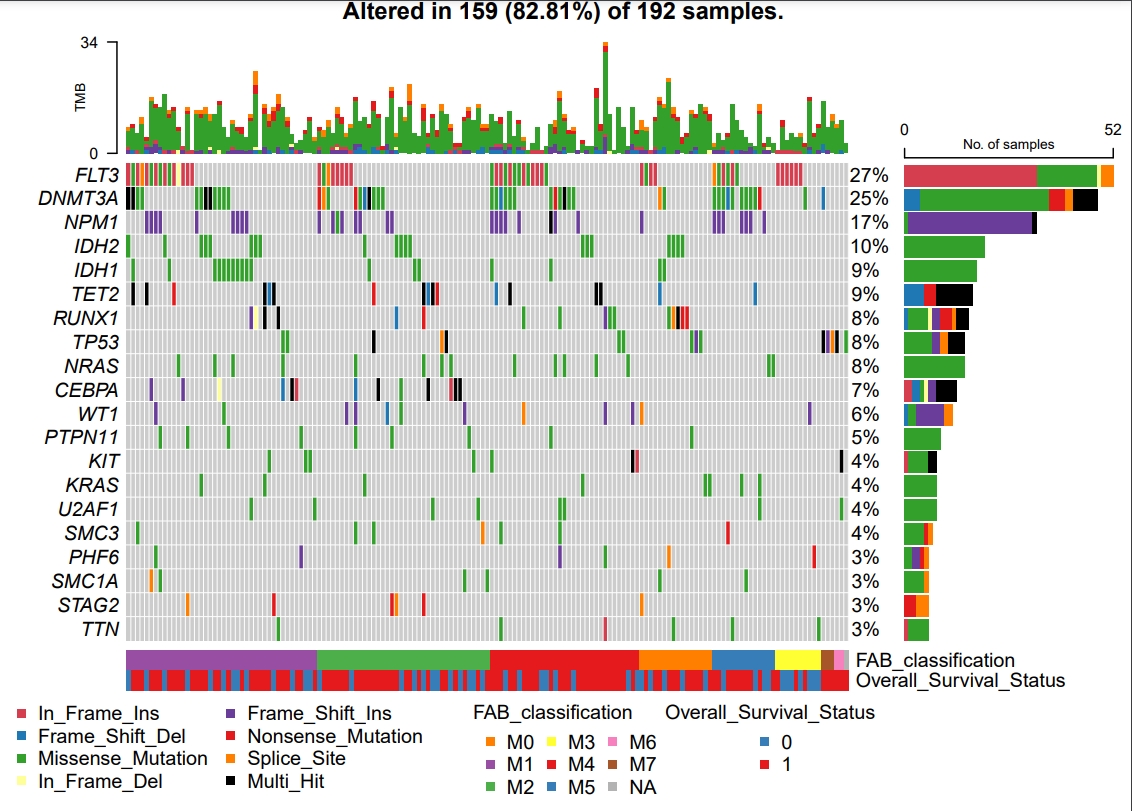 Altered in 159 (82.81%) of 192 samples.
34
TMB
0
0 52
No. of samples
FLT3 27%
DNMT3A 25%
NPM1 17%
IDH2 10%
IDH1 9%
TET2 9%
RUNX1 8%
TP53 8%
NRAS 8%
CEBPA 7%
WT1 6%
PTPN11 5%
KIT 4%
KRAS 4%
U2AF1 4%
SMC3 4%
PHF6 3%
SMC1A 3%
STAG2 3%
TTN 3%
FAB_classification
Overall_Survival_Status
In_Frame_Ins
Frame_Shift_Del
Missense_Mutation
In_Frame_Del
Frame_Shift_Ins
Nonsense_Mutation
Splice_Site
Multi_Hit
FAB_classification
M0 M3 M6
M1 M4 M7
M2 M5 NA
Overall_Survival_Status
0
1